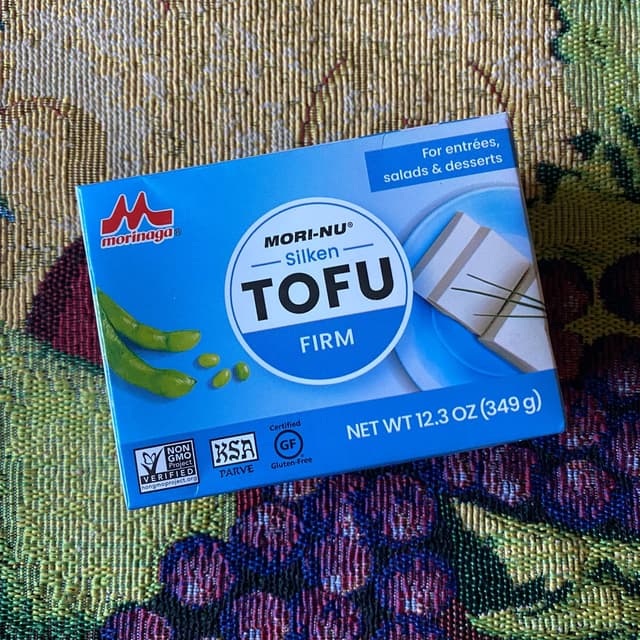 For entrées,
salads & desserts
morinaga®
MORI-NU®
Silken
TOFU
FIRM
NET WT 12.3 OZ (349 g)
NON
GMO
Project
VERIFIED
nongmoproject.org
KSA
PARVE
Certified
GF
Gluten-Free